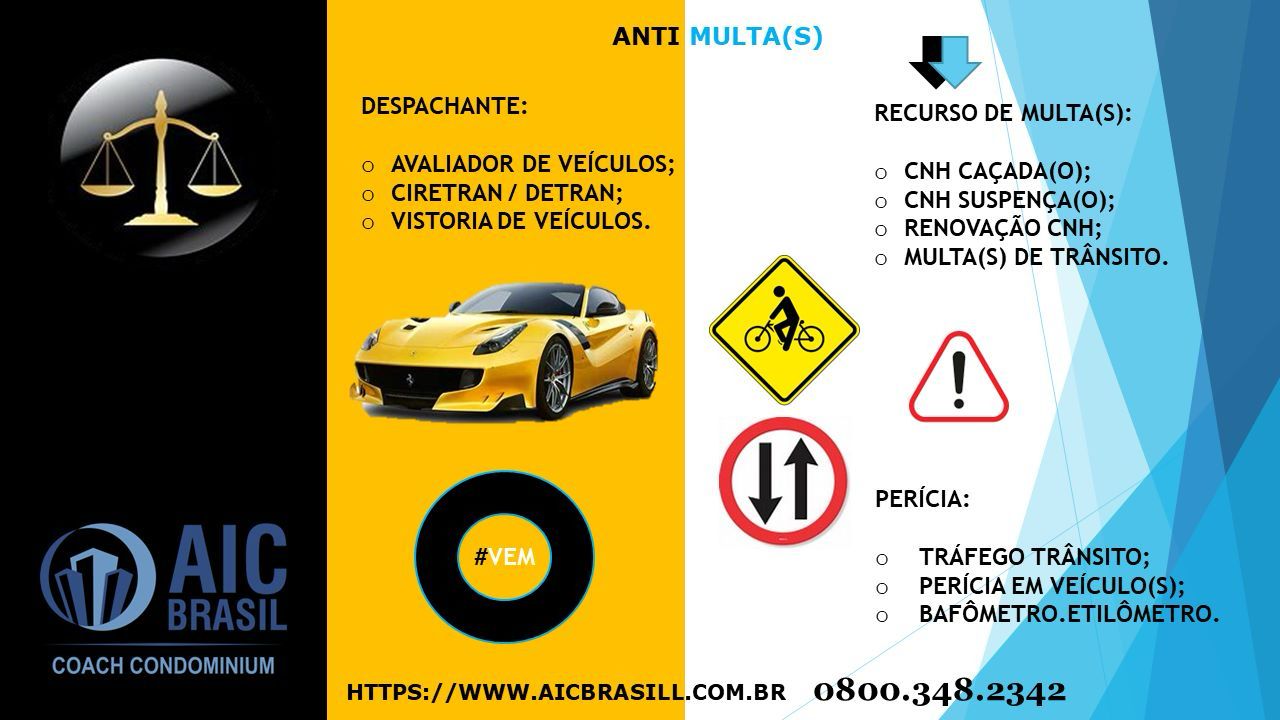 ANTI MULTA(S)
DESPACHANTE:
o AVALIADOR DE VEÍCULOS;
o CIRETRAN / DETRAN;
o VISTORIA DE VEÍCULOS.
RECURSO DE MULTA(S):
o CNH CAÇADA(O);
o CNH SUSPENÇA(O);
o RENOVAÇÃO CNH;
o MULTA(S) DE TRÂNSITO.
#VEM
PERÍCIA:
o TRÁFEGO TRÂNSITO;
o PERÍCIA EM VEÍCULO(S);
o BAFÔMETRO.ETILÔMETRO.
AIC
BRASIL
COACH CONDOMINIUM
HTTPS://WWW.AICBRASILL.COM.BR 0800.348.2342